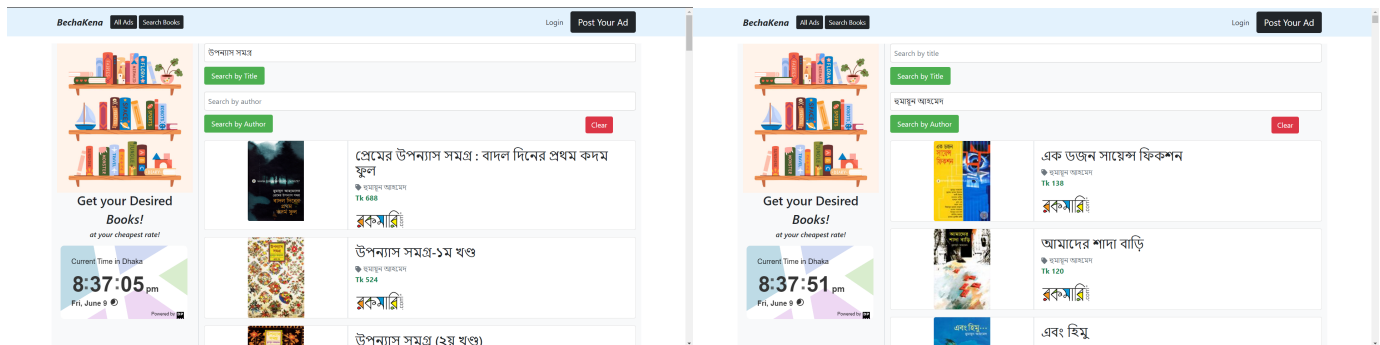 BechaKena All Ads Search Books Login Post Your Ad
উপন্যাস সমগ্র
Search by Title
Search by author
Search by Author Clear
প্রেমের উপন্যাস সমগ্র : বাদল দিনের প্রথম কদম
ফুল
হুমায়ূন আহমেদ
Tk 688
রকমারি
উপন্যাস সমগ্র-১ম খণ্ড
হুমায়ূন আহমেদ
Tk 524
রকমারি
উপন্যাস সমগ্র (২য় খণ্ড)
Get your Desired
Books!
at your cheapest rate!
Current Time in Dhaka
8:37:05 pm
Fri, June 9
Powered by
BechaKena All Ads Search Books Login Post Your Ad
Search by title
Search by Title
হুমায়ূন আহমেদ
Search by Author Clear
এক ডজন সায়েন্স ফিকশন
হুমায়ূন আহমেদ
Tk 138
রকমারি
আমাদের শাদা বাড়ি
হুমায়ূন আহমেদ
Tk 120
রকমারি
এবং হিমু
এবং হিমু...
Get your Desired
Books!
at your cheapest rate!
Current Time in Dhaka
8:37:51 pm
Fri, June 9
Powered by